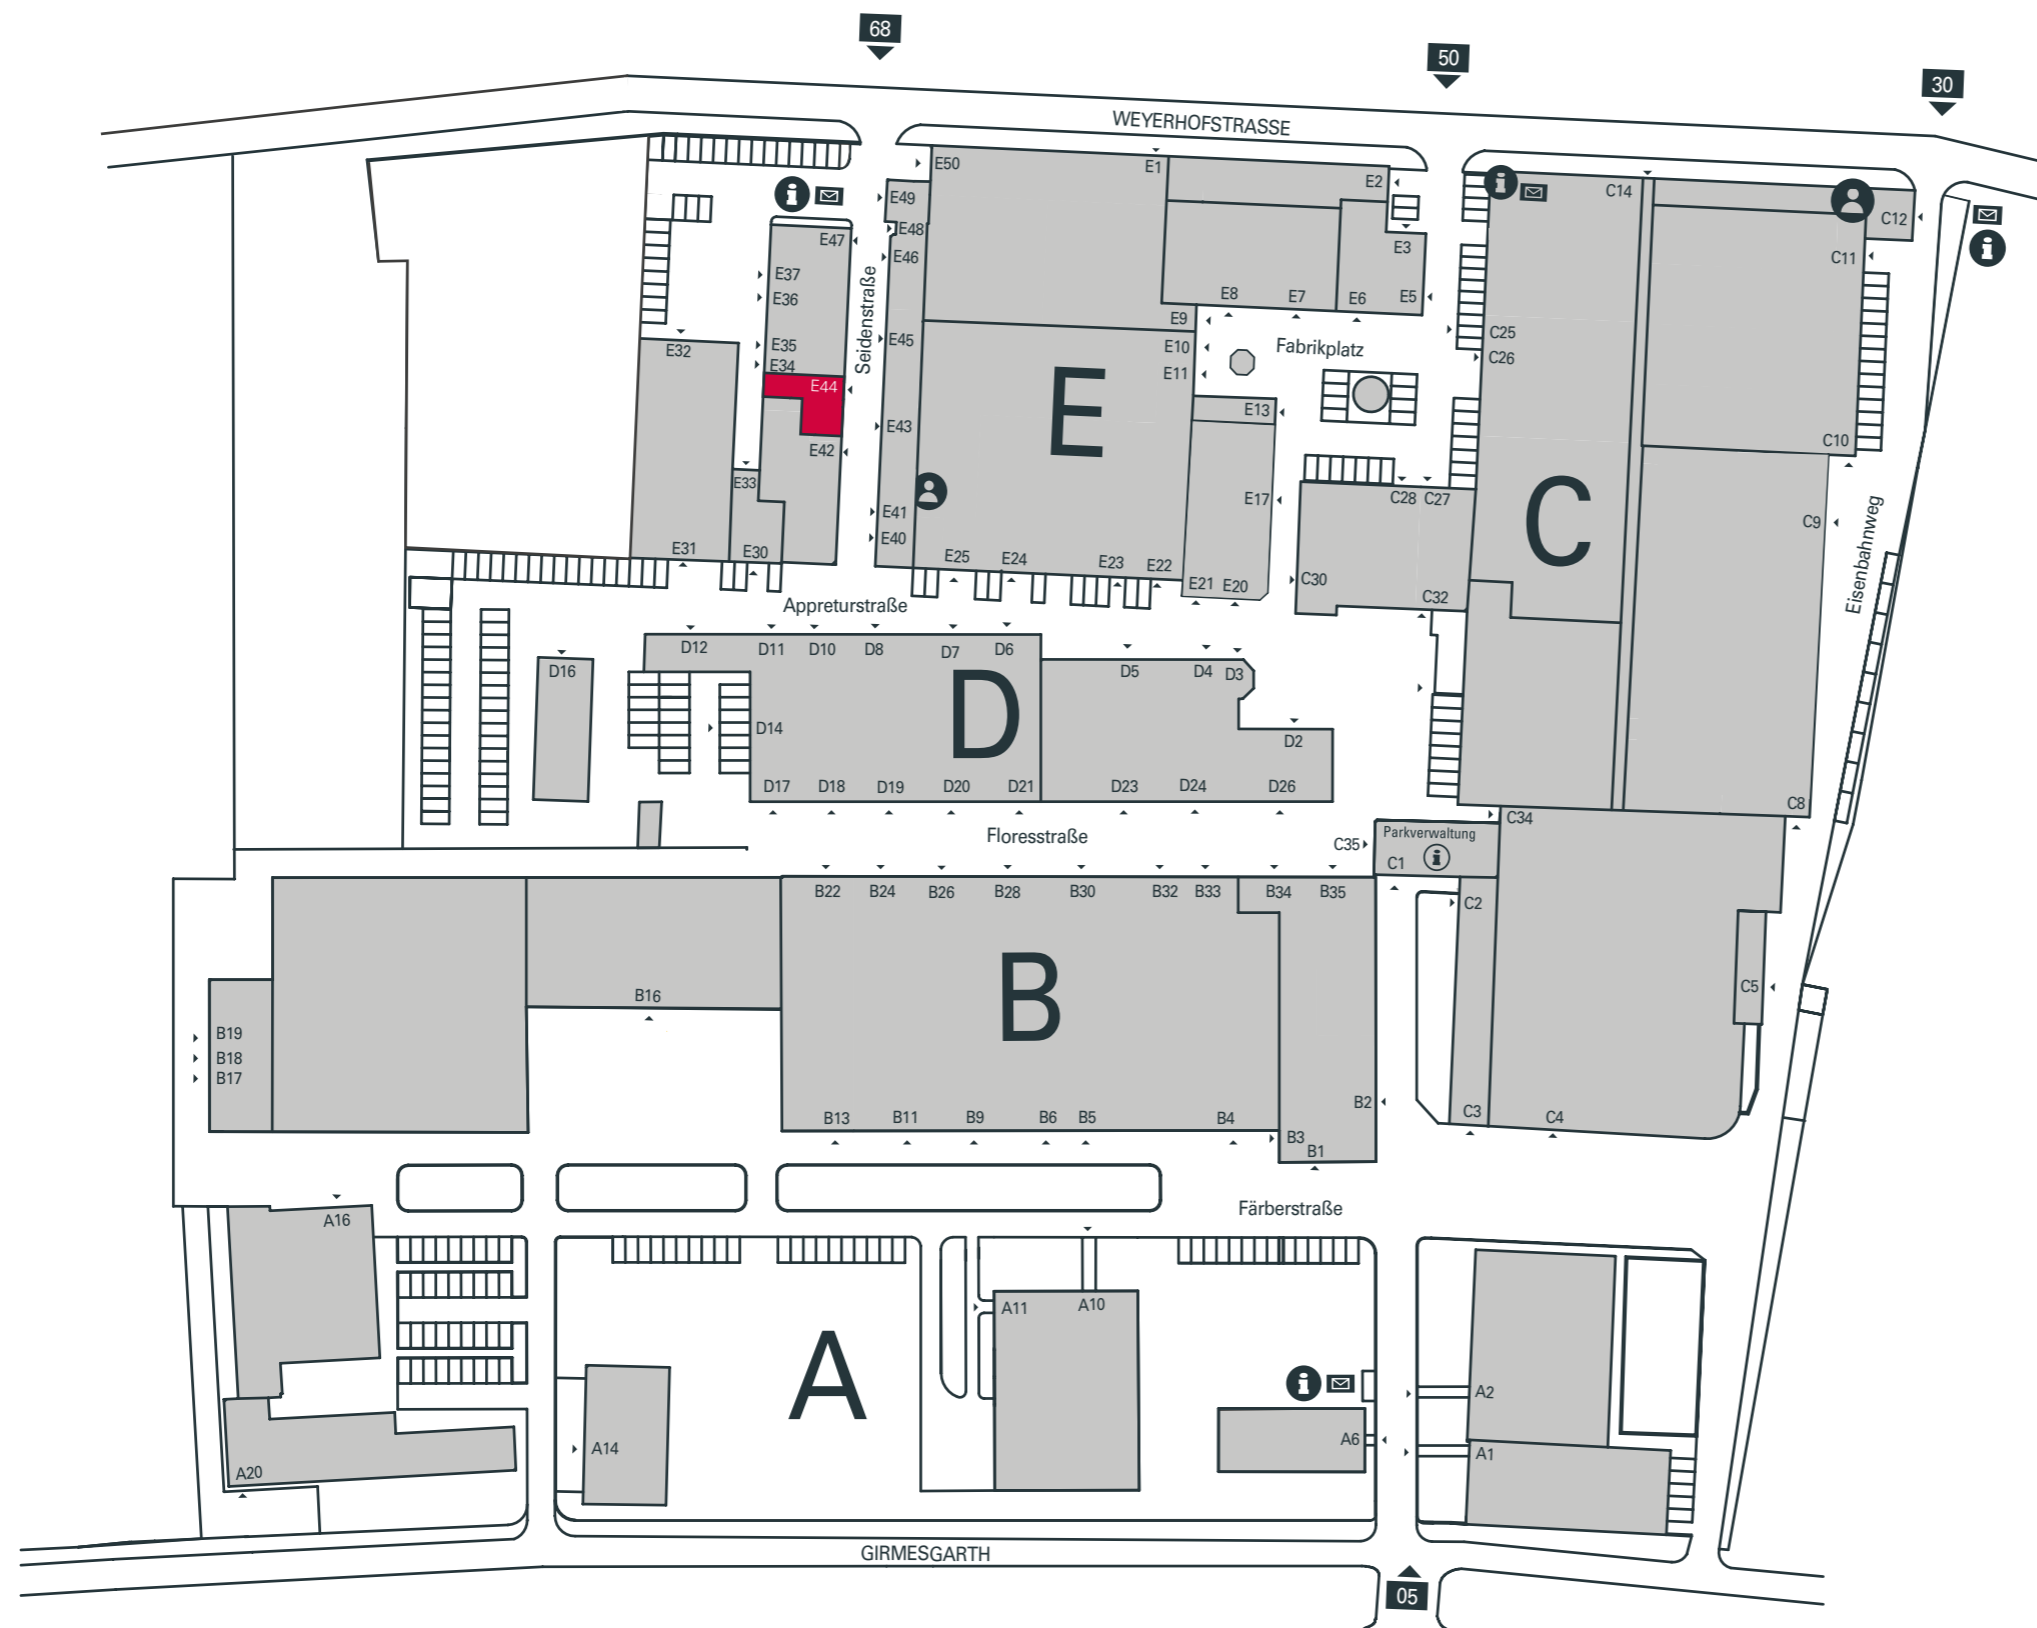 68
50
30
WEYERHOFSTRASSE
E50
E1
E2
C14
C12
E49
E48
E47
E46
E3
C11
E37
E36
E8
E7
E6
E5
E9
E45
E35
E34
E10
E11
Fabrikplatz
C25
C26
E32
Seidenstraße
E44
E
E13
E43
E42
C10
E33
E17
C28
C27
C
C9
Eisenbahnweg
E41
E40
E31
E30
E25
E24
E23
E22
E21
E20
C30
C32
Appreturstraße
D12
D11
D10
D8
D7
D6
D5
D4
D3
D16
D
D14
D2
D17
D18
D19
D20
D21
D23
D24
D26
C8
C34
Floresstraße
C35
Parkverwaltung
C1
B22
B24
B26
B28
B30
B32
B33
B34
B35
C2
B16
B
C5
B19
B18
B17
B13
B11
B9
B6
B5
B4
B3
B1
B2
C3
C4
Färberstraße
A16
A11
A10
A
A2
A14
A6
A1
A20
GIRMESGARTH
05